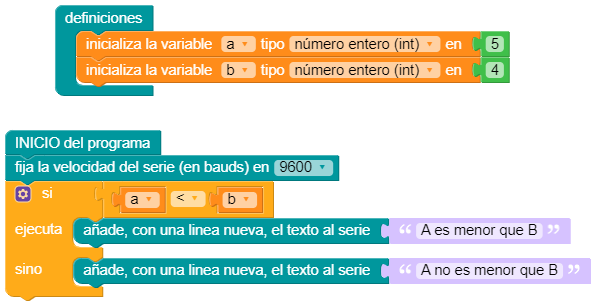 definiciones
inicializa la variable a tipo número entero (int) en 5
inicializa la variable b tipo número entero (int) en 4
INICIO del programa
fija la velocidad del serie (en bauds) en 9600
si a < b
ejecuta añade, con una linea nueva, el texto al serie “ A es menor que B ”
sino añade, con una linea nueva, el texto al serie “ A no es menor que B ”